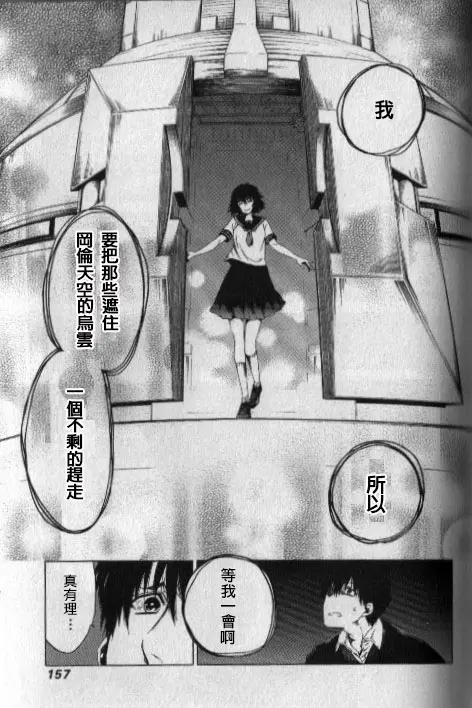 我
要把那些遮住
岡倫天空的烏雲
一個不剩的趕走
所以
等我一會啊
真有理…
157